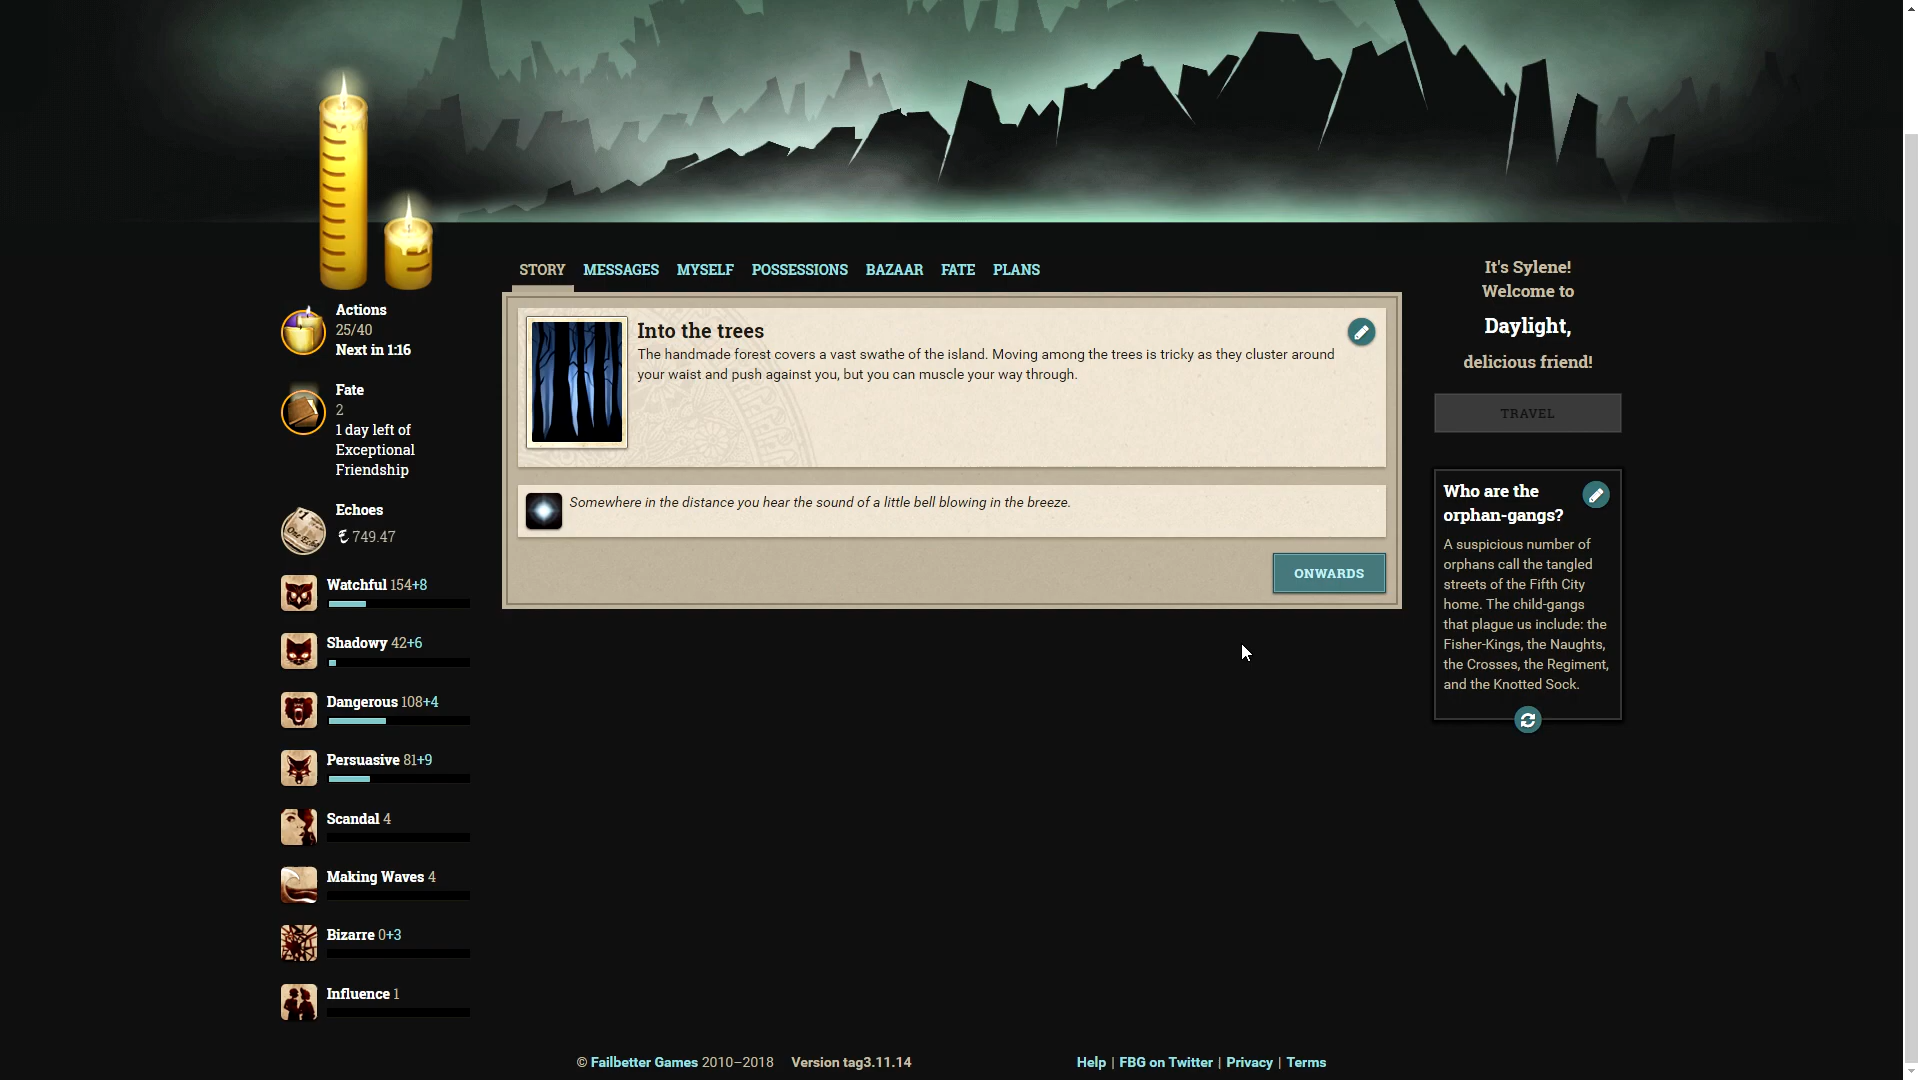 Actions
25/40
Next in 1:16
Fate
2
1 day left of
Exceptional
Friendship
Echoes
749.47
Watchful 154+8
Shadowy 42+6
Dangerous 108+4
Persuasive 81+9
Scandal 4
Making Waves 4
Bizarre 0+3
Influence 1
STORY MESSAGES MYSELF POSSESSIONS BAZAAR FATE PLANS
Into the trees
The handmade forest covers a vast swathe of the island. Moving among the trees is tricky as they cluster around
your waist and push against you, but you can muscle your way through.
Somewhere in the distance you hear the sound of a little bell blowing in the breeze.
ONWARDS
It's Sylene!
Welcome to
Daylight,
delicious friend!
TRAVEL
Who are the
orphan-gangs?
A suspicious number of
orphans call the tangled
streets of the Fifth City
home. The child-gangs
that plague us include: the
Fisher-Kings, the Naughts,
the Crosses, the Regiment,
and the Knotted Sock.
© Failbetter Games 2010–2018 Version tag3.11.14
Help | FBG on Twitter | Privacy | Terms